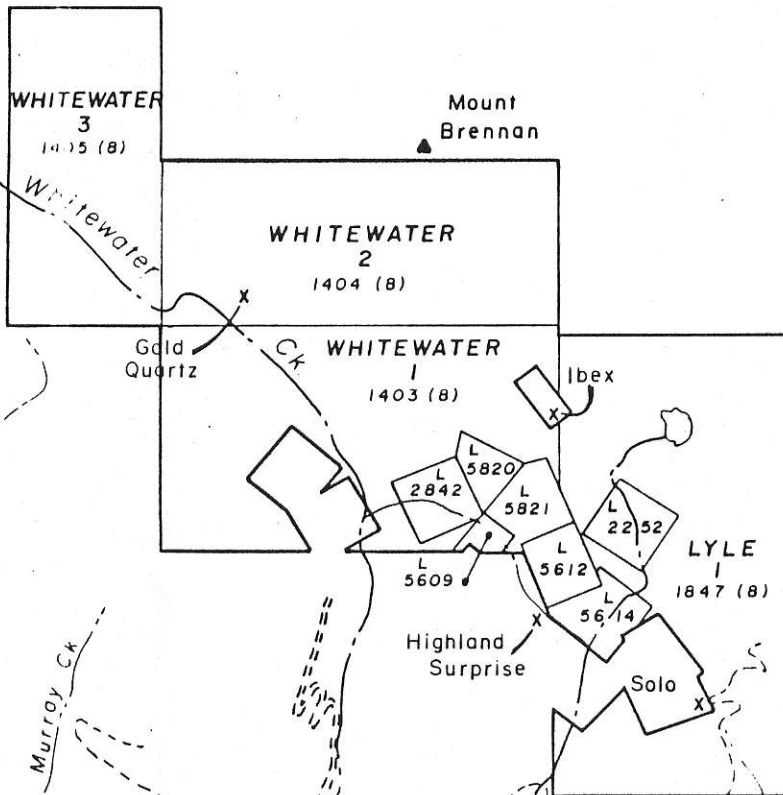 WHITEWATER
3
Mount
Brennan
Whitewater
Ck
WHITEWATER
2
1404 (8)
Gold
Quartz
WHITEWATER
1
1403 (8)
Ibex
L
5820
L
2842
L
5821
L
2252
L
5609
L
5612
LYLE
1
1847 (8)
L
5614
Highland
Surprise
Solo
Murray Ck